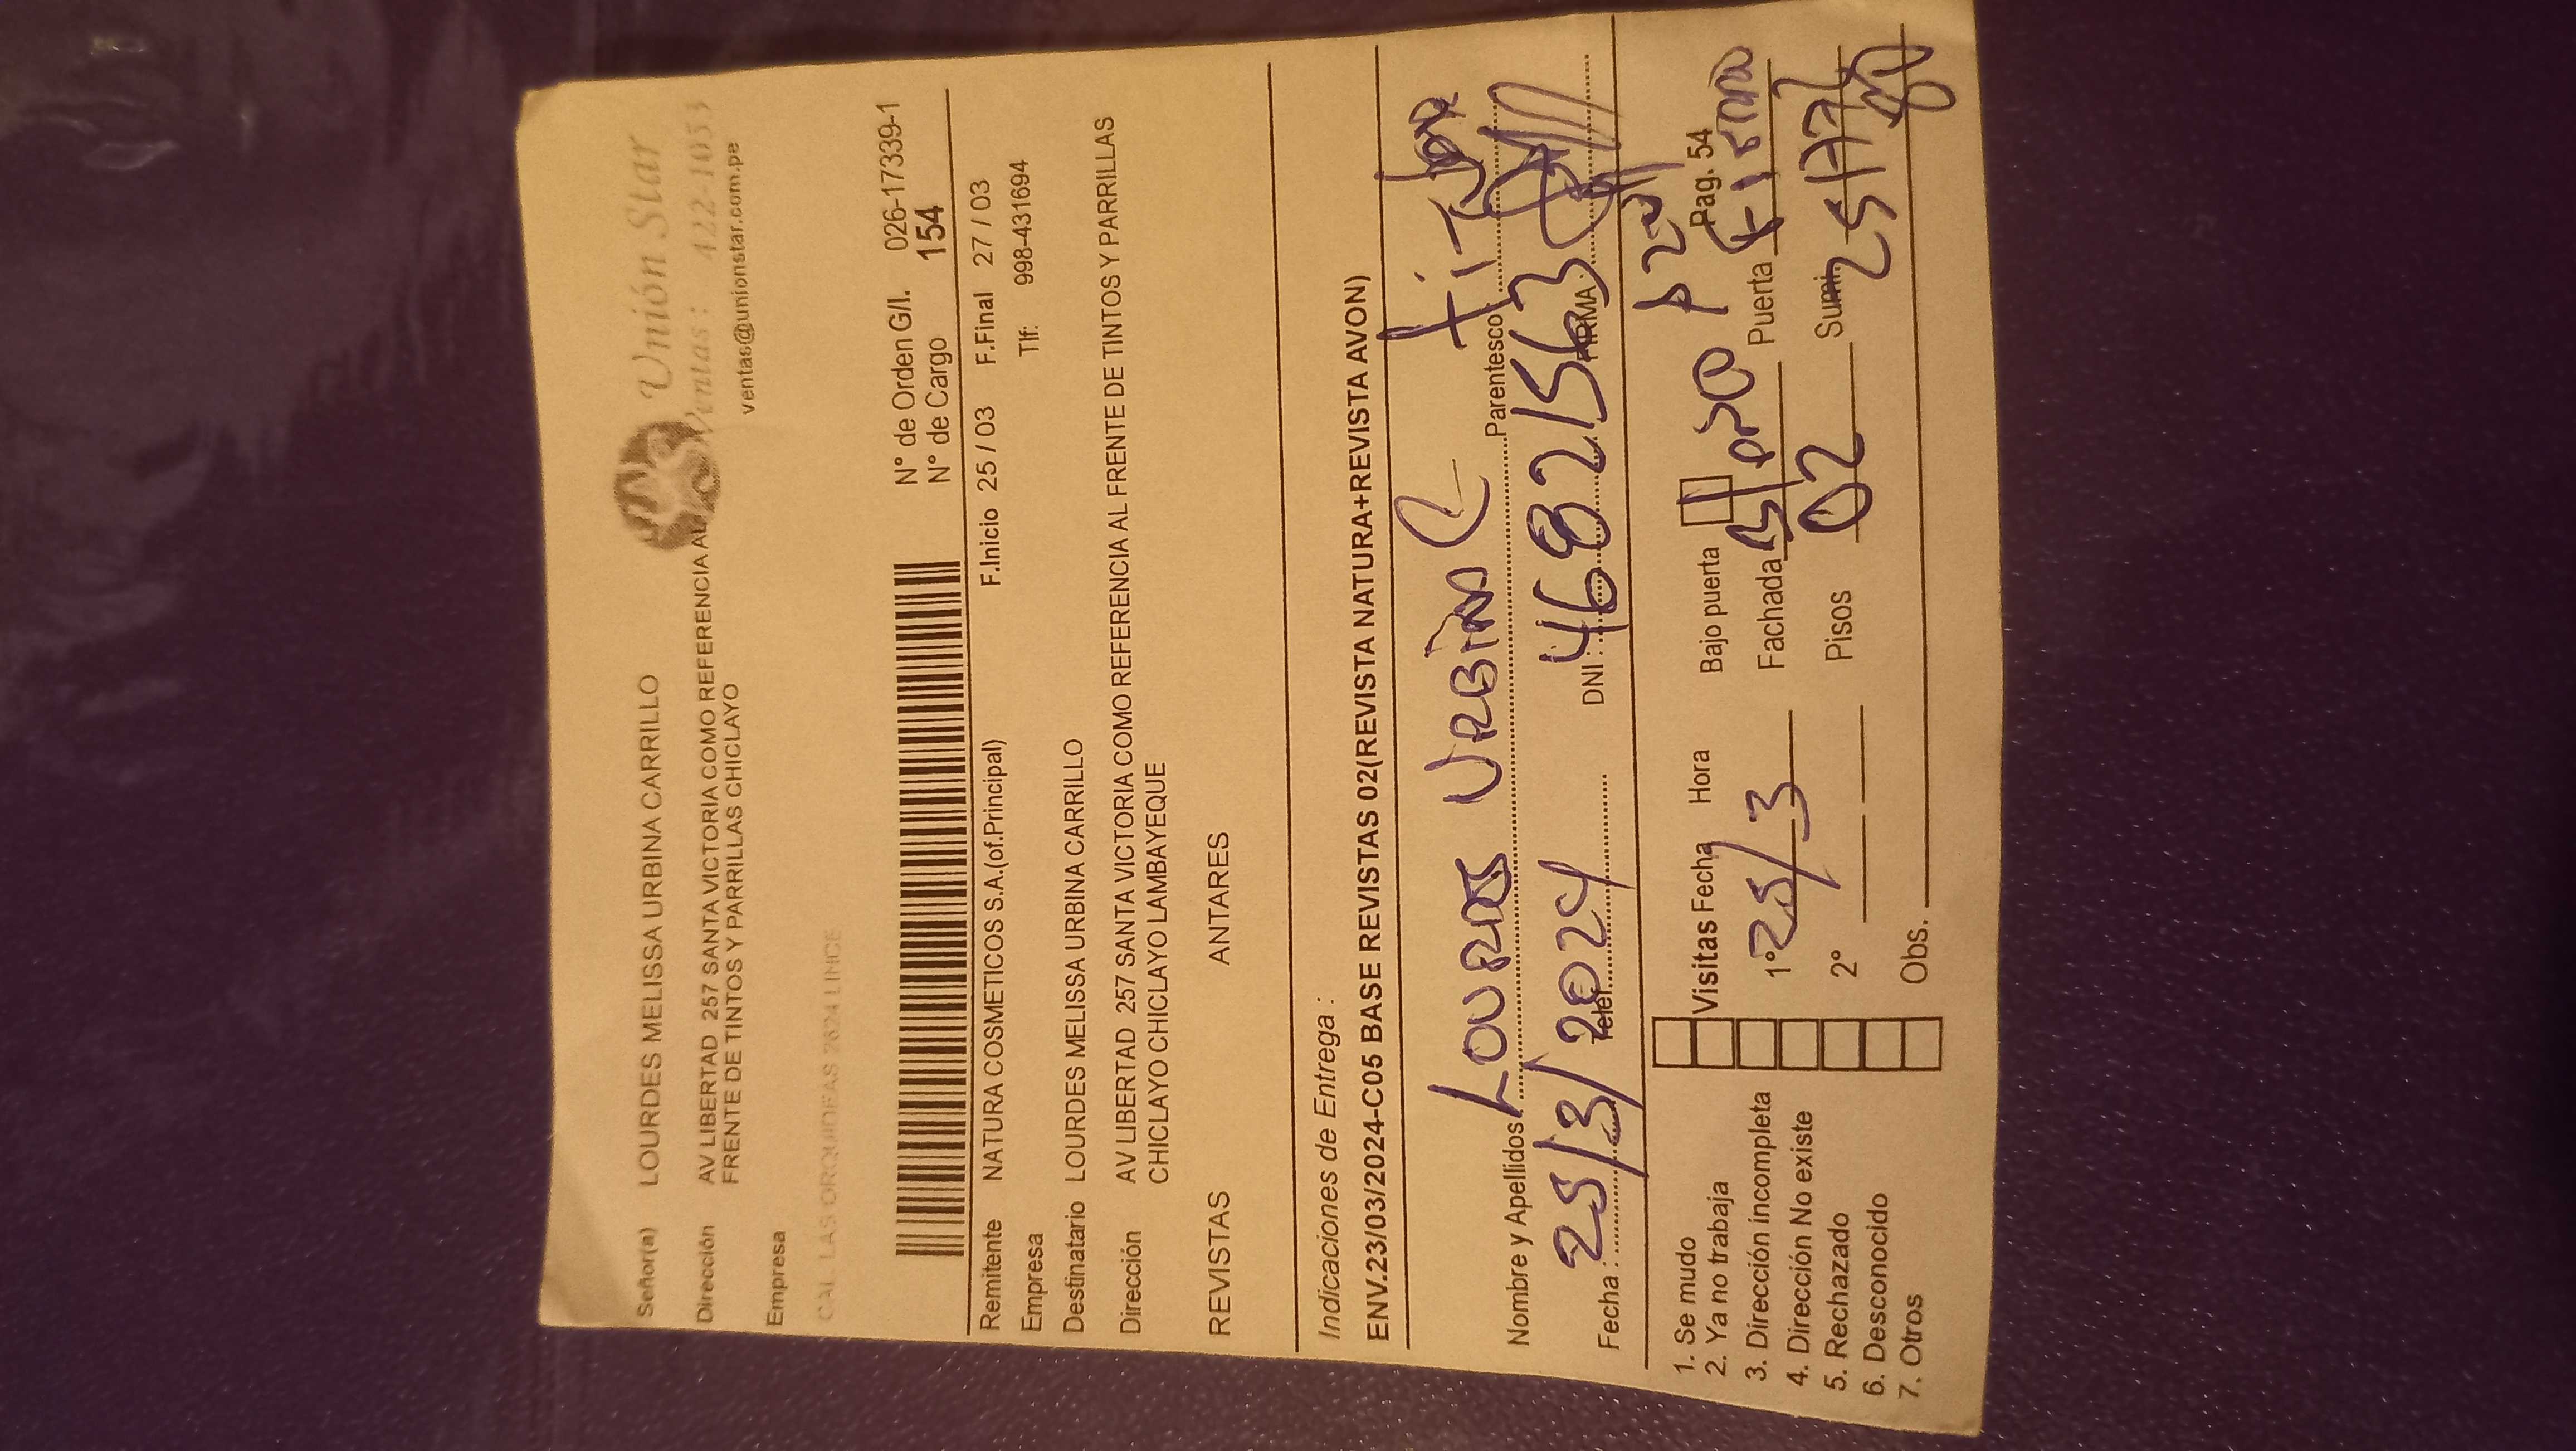 Unión Star
Ventas: 422-1053
ventas@unionstar.com.pe
Señor(a) LOURDES MELISSA URBINA CARRILLO
Dirección AV LIBERTAD 257 SANTA VICTORIA COMO REFERENCIA AL
FRENTE DE TINTOS Y PARRILLAS CHICLAYO
Empresa
CAL. LAS ORQUIDEAS 2624 LINCE
N° de Orden G/I. 026-17339-1
N° de Cargo 154
Remitente NATURA COSMETICOS S.A.(of.Principal) F.Inicio 25 / 03 F.Final 27 / 03
Empresa Tlf: 998-431694
Destinatario LOURDES MELISSA URBINA CARRILLO
Dirección AV LIBERTAD 257 SANTA VICTORIA COMO REFERENCIA AL FRENTE DE TINTOS Y PARRILLAS
CHICLAYO CHICLAYO LAMBAYEQUE
REVISTAS ANTARES
Indicaciones de Entrega :
ENV.23/03/2024-C05 BASE REVISTAS 02(REVISTA NATURA+REVISTA AVON)
Nombre y Apellidos LOURDES URBINA C Parentesco TiTULAR
Fecha : 25/3/2024 Telef. DNI : 46821563 FIRMA
1. Se mudo
2. Ya no trabaja Visitas Fecha Hora Bajo puerta Pag. 54
3. Dirección incompleta 1° 25/3 Fachada Puerta
4. Dirección No existe
5. Rechazado 2° Pisos 02 Sumi.
6. Desconocido
7. Otros Obs.